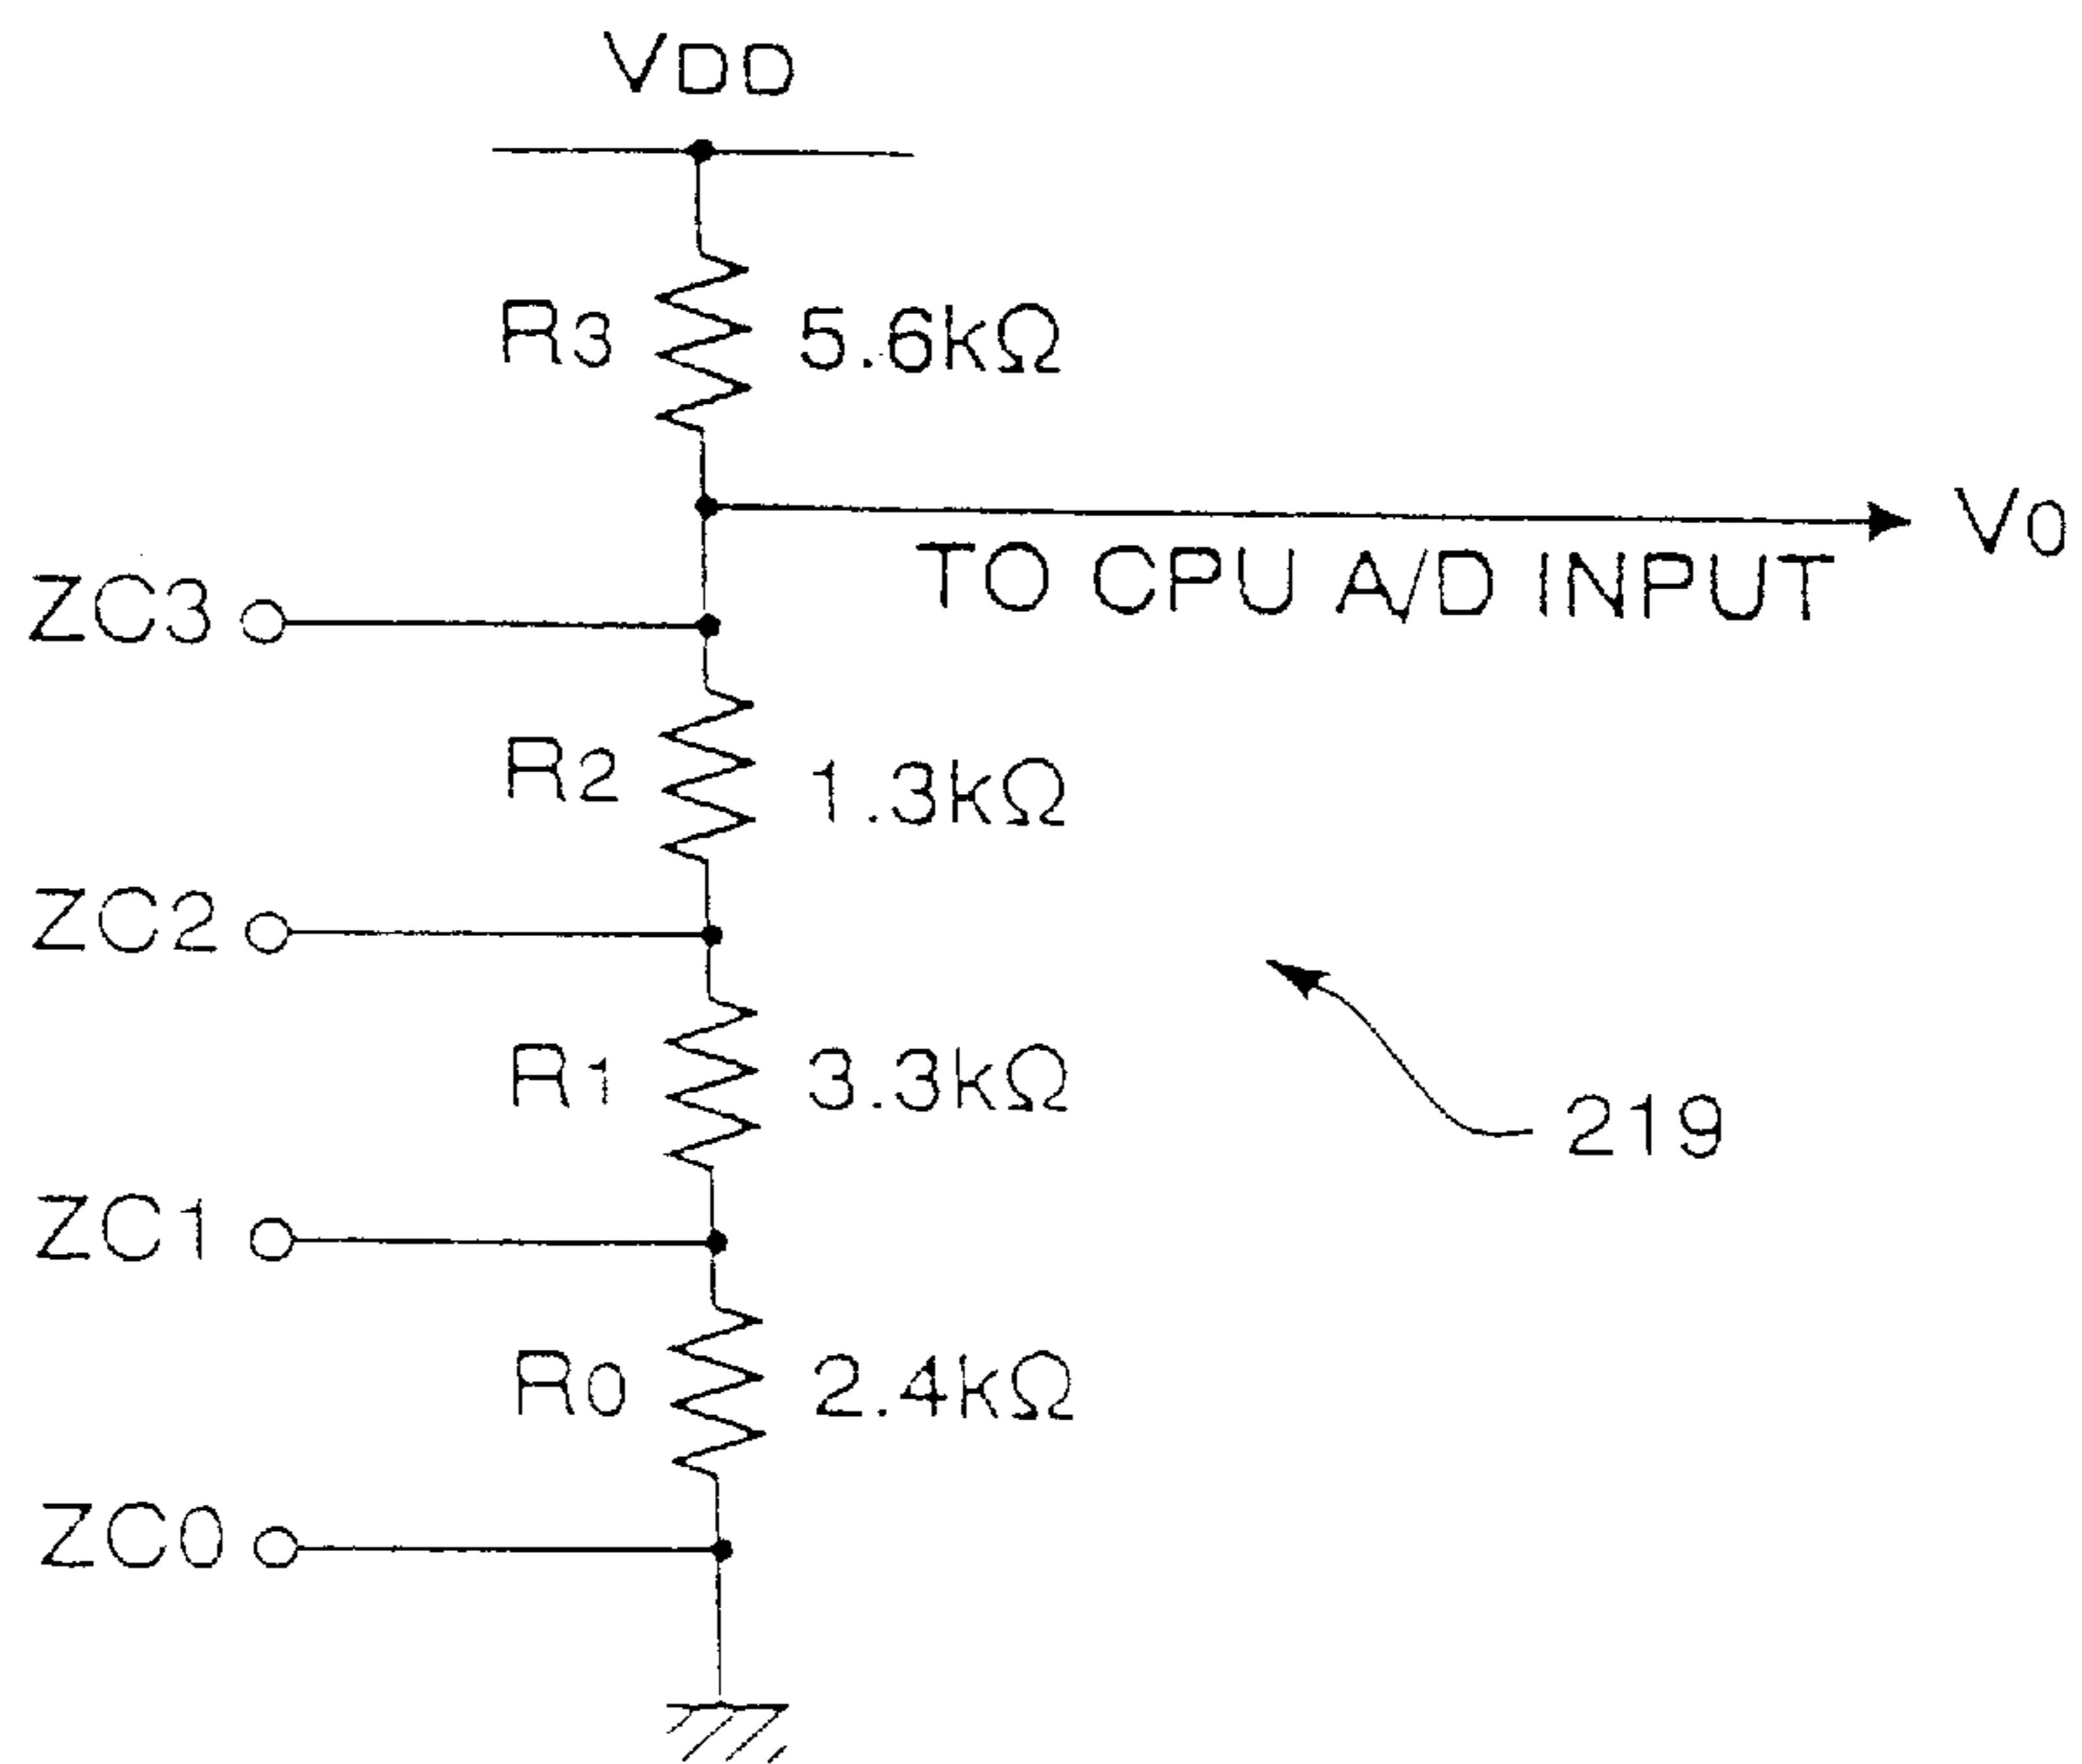 VDD
R3 5.6kΩ
V0
TO CPU A/D INPUT
ZC3
R2 1.3kΩ
ZC2
R1 3.3kΩ
219
ZC1
R0 2.4kΩ
ZC0